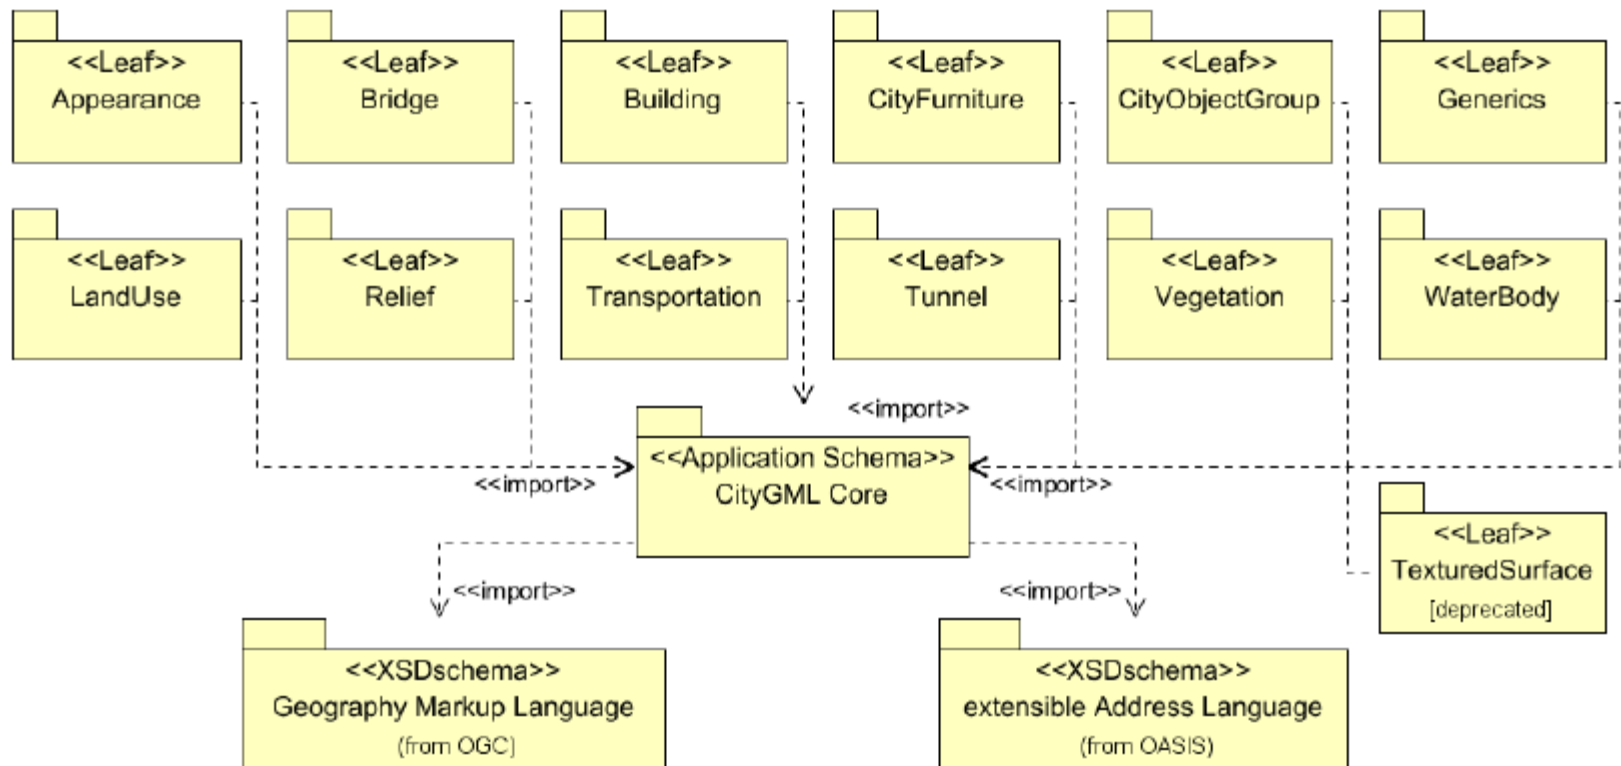 <<Leaf>>
Appearance
<<Leaf>>
Bridge
<<Leaf>>
Building
<<Leaf>>
CityFurniture
<<Leaf>>
CityObjectGroup
<<Leaf>>
Generics
<<Leaf>>
LandUse
<<Leaf>>
Relief
<<Leaf>>
Transportation
<<Leaf>>
Tunnel
<<Leaf>>
Vegetation
<<Leaf>>
WaterBody
<<import>>
<<import>>
<<Application Schema>>
CityGML Core
<<import>>
<<Leaf>>
TexturedSurface
[deprecated]
<<import>>
<<import>>
<<XSDschema>>
Geography Markup Language
(from OGC)
<<XSDschema>>
extensible Address Language
(from OASIS)